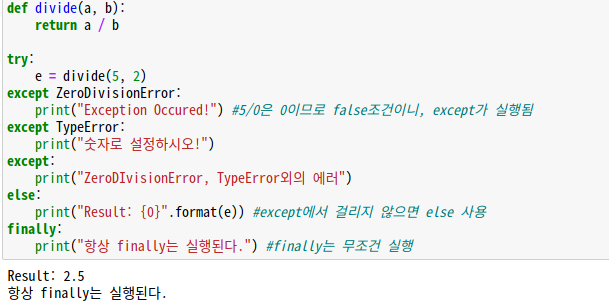 def divide(a, b):
    return a / b

try:
    e = divide(5, 2)
except ZeroDivisionError:
    print("Exception Occured!") #5/0은 0이므로 false조건이니, except가 실행됨
except TypeError:
    print("숫자로 설정하시오!")
except:
    print("ZeroDIvisionError, TypeError외의 에러")
else:
    print("Result: {0}".format(e)) #except에서 걸리지 않으면 else 사용
finally:
    print("항상 finally는 실행된다.") #finally는 무조건 실행
Result: 2.5
항상 finally는 실행된다.